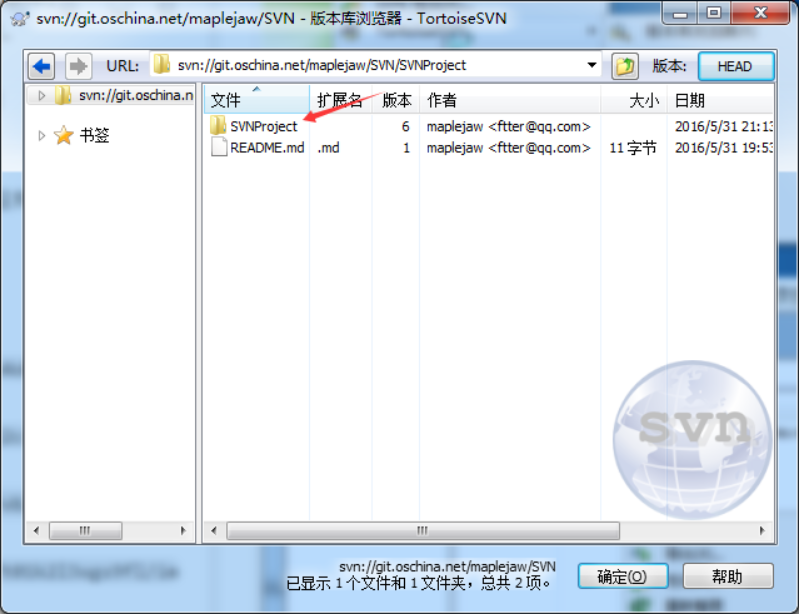 svn://git.oschina.net/maplejaw/SVN - 版本库浏览器 - TortoiseSVN
URL: svn://git.oschina.net/maplejaw/SVN/SVNProject 版本: HEAD
svn://git.oschina.n
书签
文件 扩展名 版本 作者 大小 日期
SVNProject 6 maplejaw <ftter@qq.com> 2016/5/31 21:13
README.md .md 1 maplejaw <ftter@qq.com> 11 字节 2016/5/31 19:53
svn
svn://git.oschina.net/maplejaw/SVN
已显示 1 个文件和 1 文件夹，总共 2 项。
确定(O) 帮助